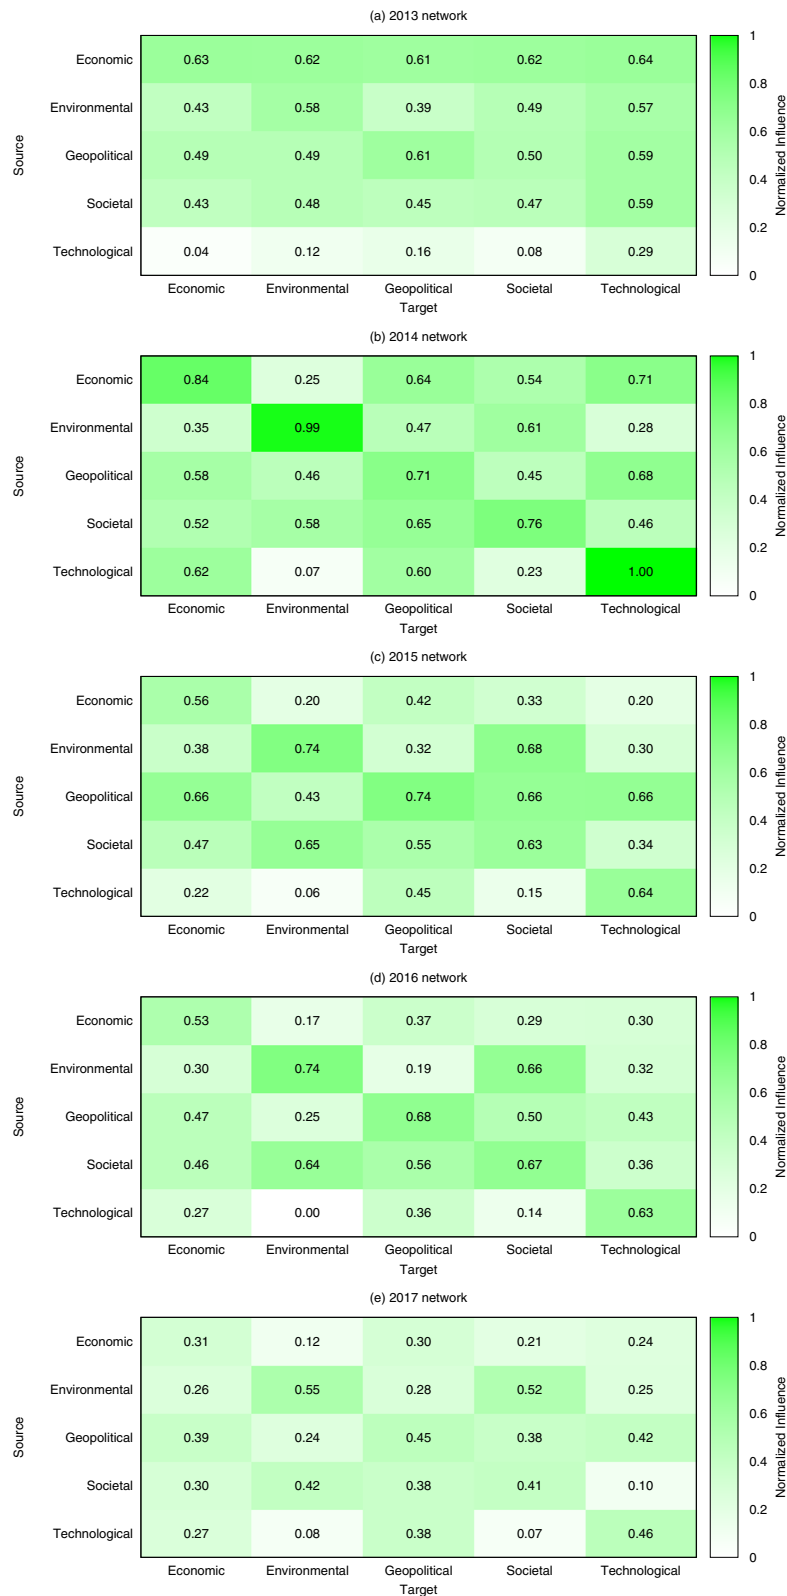 (a) 2013 network
Economic 0.63 0.62 0.61 0.62 0.64
Environmental 0.43 0.58 0.39 0.49 0.57
Geopolitical 0.49 0.49 0.61 0.50 0.59
Societal 0.43 0.48 0.45 0.47 0.59
Technological 0.04 0.12 0.16 0.08 0.29
Economic Environmental Geopolitical Societal Technological
Target
Source
1
0.8
0.6
0.4
0.2
0
Normalized Influence
(b) 2014 network
Economic 0.84 0.25 0.64 0.54 0.71
Environmental 0.35 0.99 0.47 0.61 0.28
Geopolitical 0.58 0.46 0.71 0.45 0.68
Societal 0.52 0.58 0.65 0.76 0.46
Technological 0.62 0.07 0.60 0.23 1.00
Economic Environmental Geopolitical Societal Technological
Target
Source
1
0.8
0.6
0.4
0.2
0
Normalized Influence
(c) 2015 network
Economic 0.56 0.20 0.42 0.33 0.20
Environmental 0.38 0.74 0.32 0.68 0.30
Geopolitical 0.66 0.43 0.74 0.66 0.66
Societal 0.47 0.65 0.55 0.63 0.34
Technological 0.22 0.06 0.45 0.15 0.64
Economic Environmental Geopolitical Societal Technological
Target
Source
1
0.8
0.6
0.4
0.2
0
Normalized Influence
(d) 2016 network
Economic 0.53 0.17 0.37 0.29 0.30
Environmental 0.30 0.74 0.19 0.66 0.32
Geopolitical 0.47 0.25 0.68 0.50 0.43
Societal 0.46 0.64 0.56 0.67 0.36
Technological 0.27 0.00 0.36 0.14 0.63
Economic Environmental Geopolitical Societal Technological
Target
Source
1
0.8
0.6
0.4
0.2
0
Normalized Influence
(e) 2017 network
Economic 0.31 0.12 0.30 0.21 0.24
Environmental 0.26 0.55 0.28 0.52 0.25
Geopolitical 0.39 0.24 0.45 0.38 0.42
Societal 0.30 0.42 0.38 0.41 0.10
Technological 0.27 0.08 0.38 0.07 0.46
Economic Environmental Geopolitical Societal Technological
Target
Source
1
0.8
0.6
0.4
0.2
0
Normalized Influence